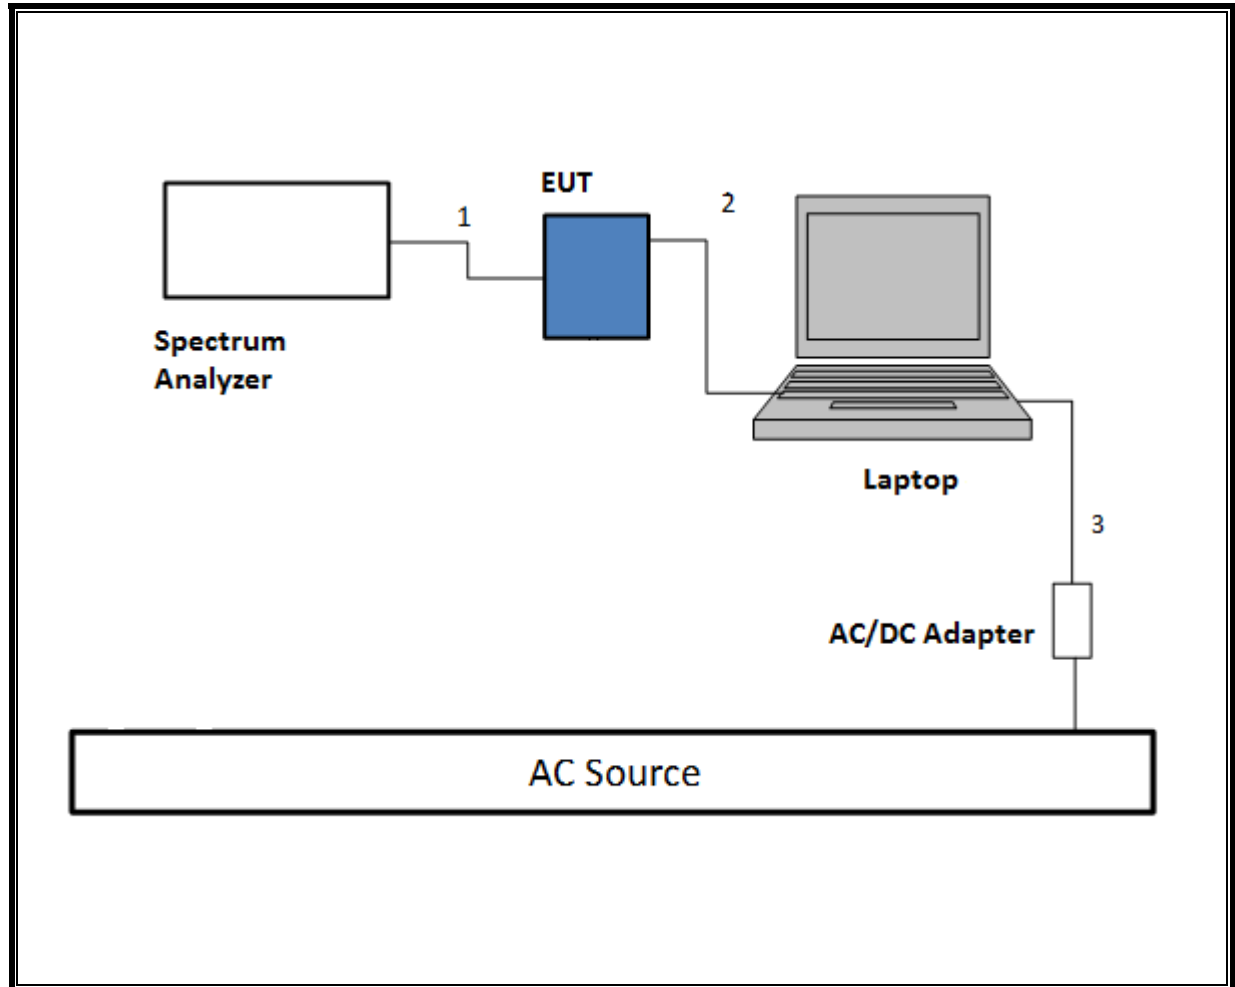 EUT
1
2
Spectrum
Analyzer
Laptop
3
AC/DC Adapter
AC Source